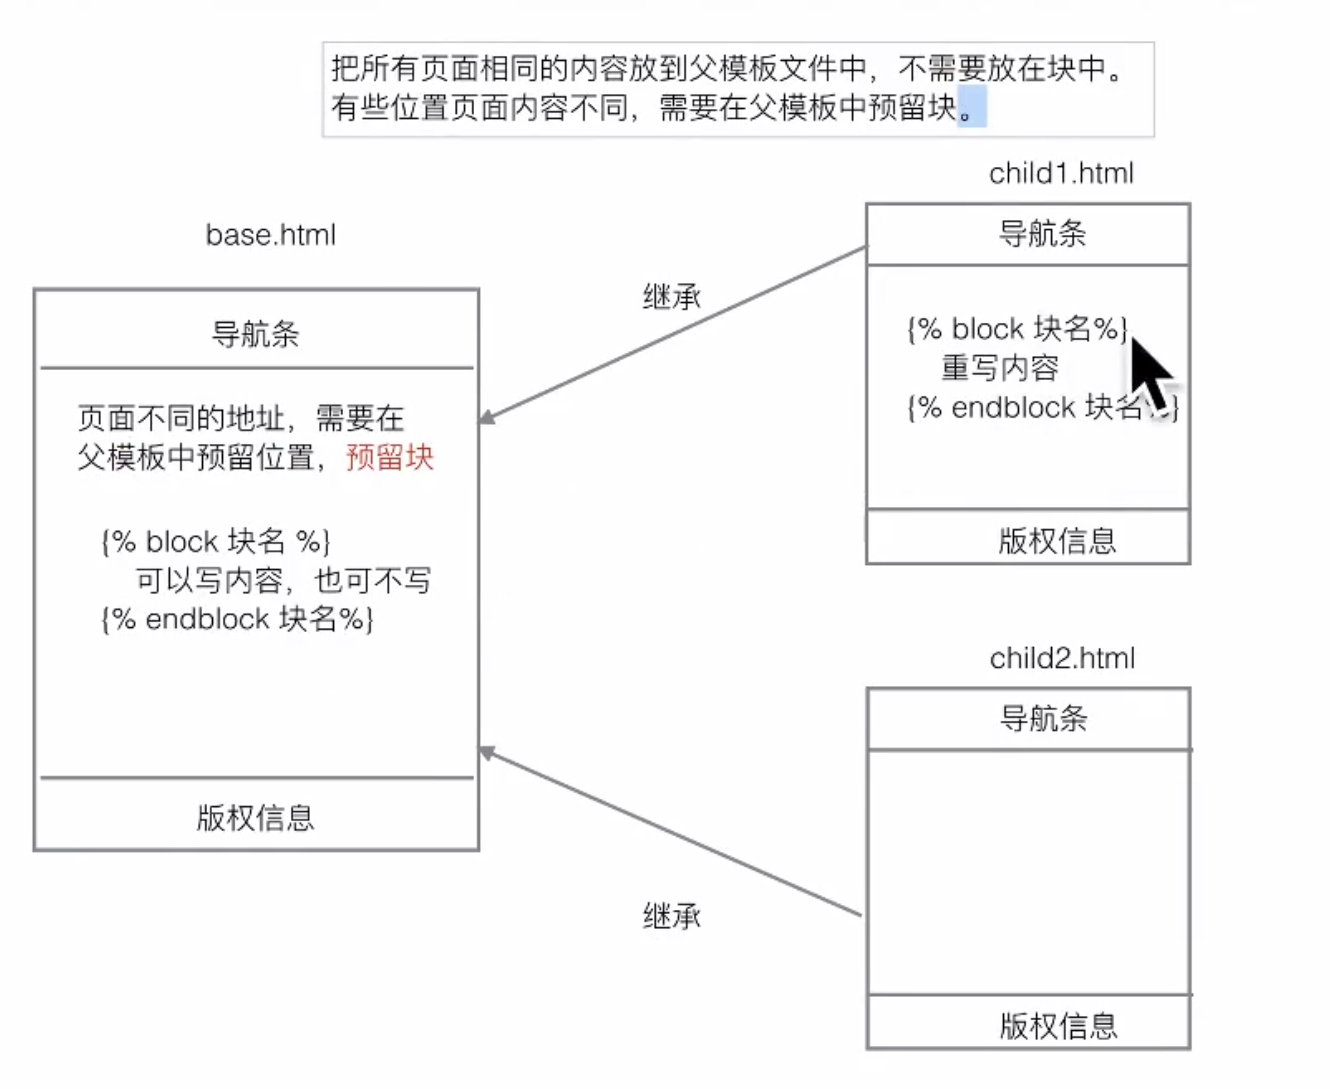 把所有页面相同的内容放到父模板文件中，不需要放在块中。
有些位置页面内容不同，需要在父模板中预留块。
base.html
导航条
页面不同的地址，需要在
父模板中预留位置，预留块
{% block 块名 %}
可以写内容，也可不写
{% endblock 块名%}
版权信息
继承
继承
child1.html
导航条
{% block 块名%}
重写内容
{% endblock 块名%}
版权信息
child2.html
导航条
版权信息